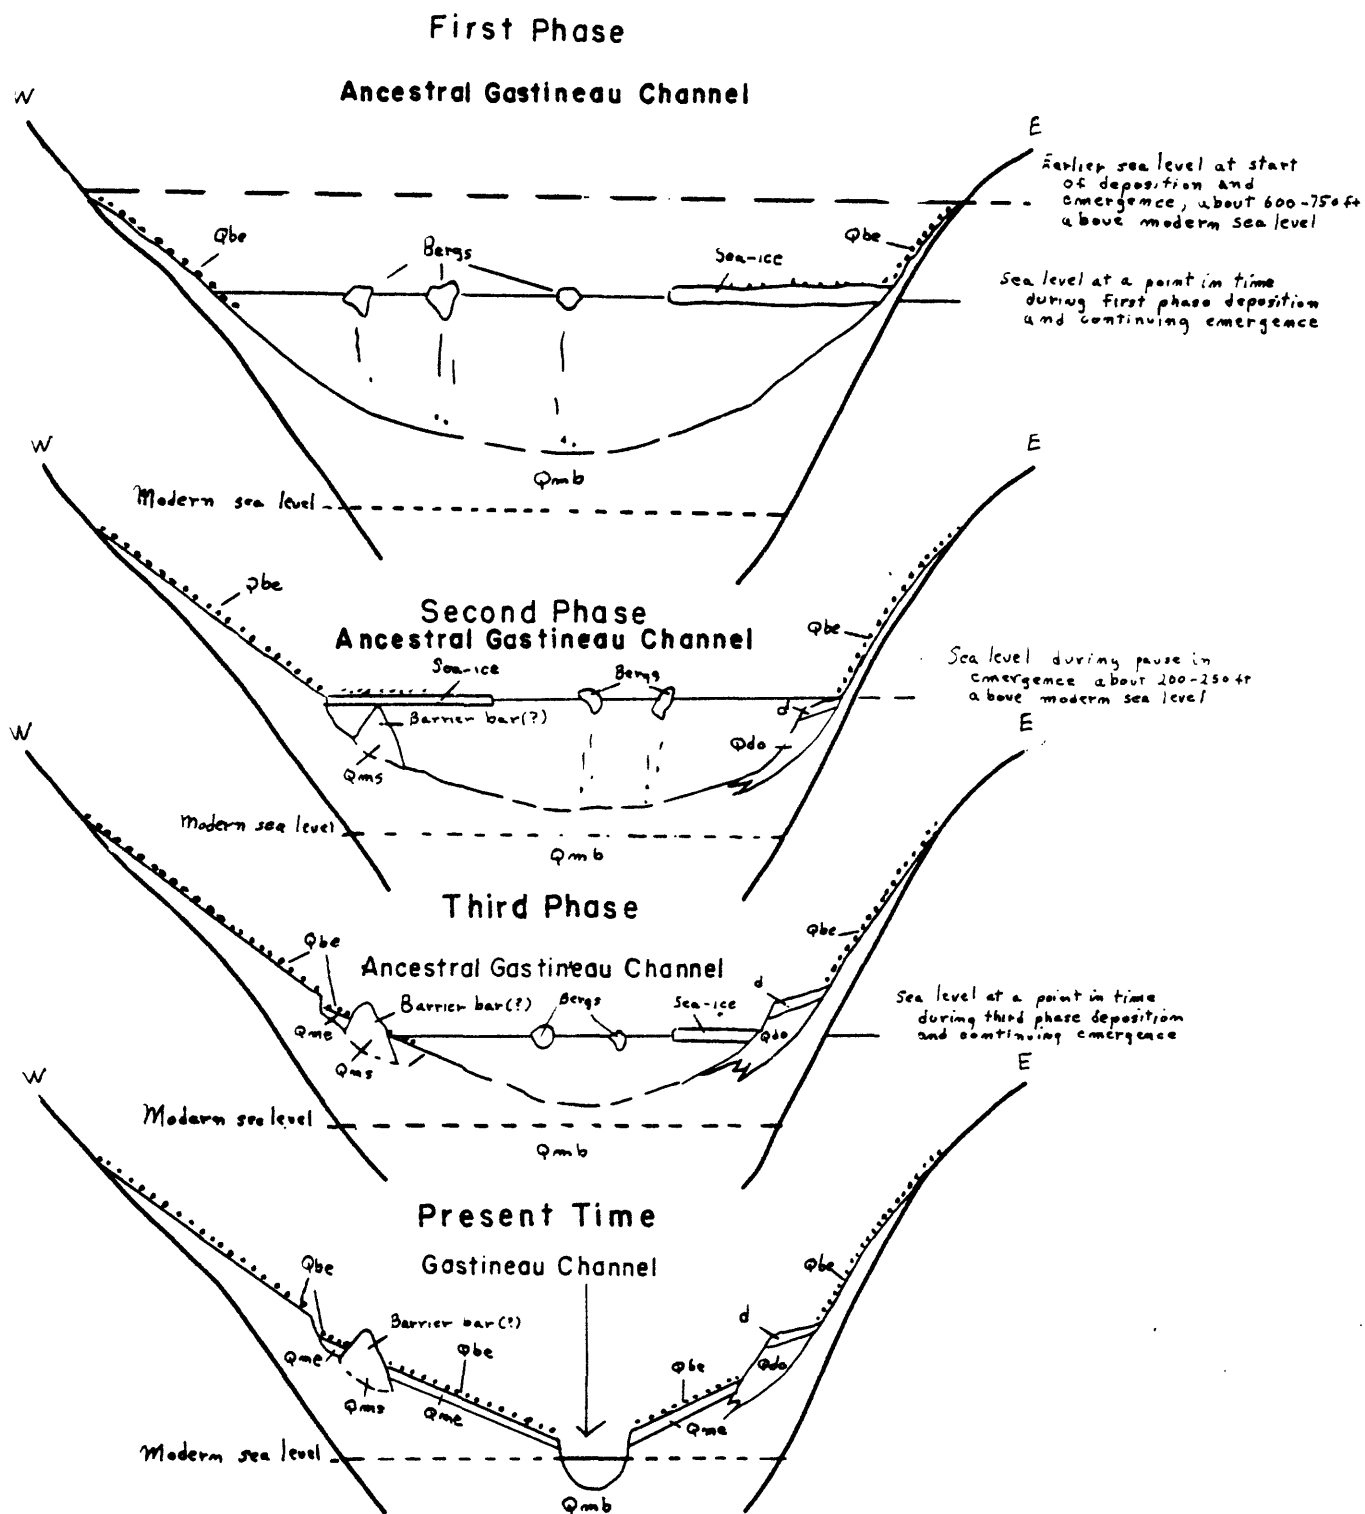 First Phase
Ancestral Gastineau Channel
W
E
Earlier sea level at start
of deposition and
emergence, about 600-750 ft
above modern sea level
Qbe
Bergs
Sea-ice
Qbe
Sea level at a point in time
during first phase deposition
and continuing emergence
Qmb
Modern sea level
W
E
Qbe
Second Phase
Ancestral Gastineau Channel
Sea-ice
Bergs
Qbe
Sea level during pause in
emergence about 200-250 ft
above modern sea level
Barrier bar(?)
d
Qdo
Qms
Modern sea level
Qmb
W
E
Third Phase
Ancestral Gastineau Channel
Qbe
Qbe
Barrier bar(?)
Bergs
Sea-ice
d
Sea level at a point in time
during third phase deposition
and continuing emergence
Qme
Qms
Qdo
Modern sea level
Qmb
W
E
Present Time
Gastineau Channel
Qbe
Qbe
Barrier bar(?)
d
Qme
Qbe
Qbe
Qdo
Qms
Qme
Qme
Modern sea level
Qmb